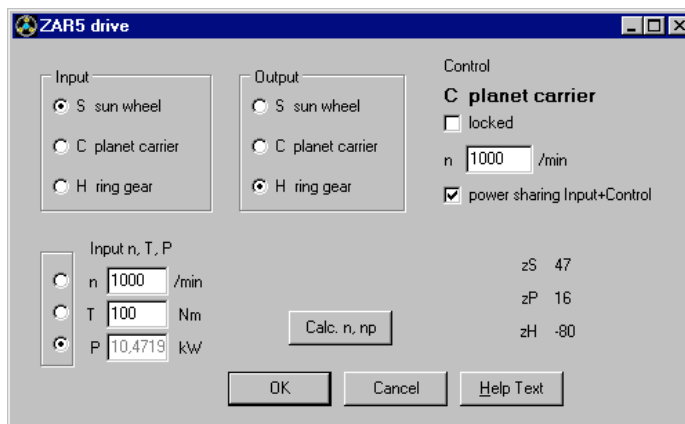 ZAR5 drive
Input
S sun wheel
C planet carrier
H ring gear
Output
S sun wheel
C planet carrier
H ring gear
Control
C planet carrier
locked
n 1000 /min
power sharing Input+Control
Input n, T, P
n 1000 /min
T 100 Nm
P 10,4719 kW
Calc. n, np
zS 47
zP 16
zH -80
OK
Cancel
Help Text